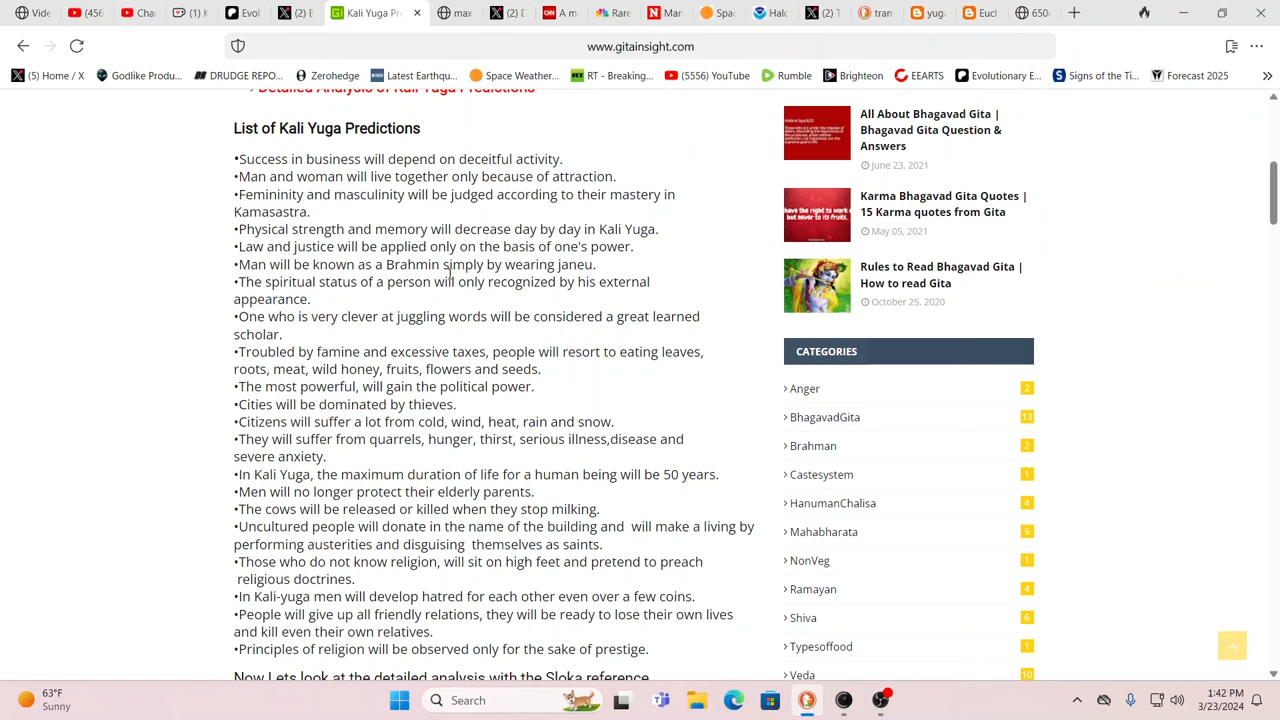 Vide
(456
Char
(1) K
Evol
(2) E
Gita Kali Yuga Pr
max
(2) D
A m
Rare
Mar
Spa
Halo
(2) T
tran
yug
Eucl
650
www.gitainsight.com
(5) Home / X
Godlike Produ...
DRUDGE REPO...
Zerohedge
Latest Earthqu...
Space Weather...
RT - Breaking...
(5556) YouTube
Rumble
Brighteon
EEARTS
Evolutionary E...
Signs of the Ti...
Forecast 2025
Detailed Analysis of Kali Yuga Predictions
List of Kali Yuga Predictions
•Success in business will depend on deceitful activity.
•Man and woman will live together only because of attraction.
•Femininity and masculinity will be judged according to their mastery in
Kamasastra.
•Physical strength and memory will decrease day by day in Kali Yuga.
•Law and justice will be applied only on the basis of one's power.
•Man will be known as a Brahmin simply by wearing janeu.
•The spiritual status of a person will only recognized by his external
appearance.
•One who is very clever at juggling words will be considered a great learned
scholar.
•Troubled by famine and excessive taxes, people will resort to eating leaves,
roots, meat, wild honey, fruits, flowers and seeds.
•The most powerful, will gain the political power.
•Cities will be dominated by thieves.
•Citizens will suffer a lot from cold, wind, heat, rain and snow.
•They will suffer from quarrels, hunger, thirst, serious illness,disease and
severe anxiety.
•In Kali Yuga, the maximum duration of life for a human being will be 50 years.
•Men will no longer protect their elderly parents.
•The cows will be released or killed when they stop milking.
•Uncultured people will donate in the name of the building and will make a living by
performing austerities and disguising themselves as saints.
•Those who do not know religion, will sit on high feet and pretend to preach
religious doctrines.
•In Kali-yuga men will develop hatred for each other even over a few coins.
•People will give up all friendly relations, they will be ready to lose their own lives
and kill even their own relatives.
•Principles of religion will be observed only for the sake of prestige.
Now Lets look at the detailed analysis with the Sloka reference
All About Bhagavad Gita |
Bhagavad Gita Question &
Answers
June 23, 2021
Karma Bhagavad Gita Quotes |
15 Karma quotes from Gita
May 05, 2021
Rules to Read Bhagavad Gita |
How to read Gita
October 25, 2020
CATEGORIES
Anger 2
BhagavadGita 13
Brahman 2
Castesystem 1
HanumanChalisa 4
Mahabharata 5
NonVeg 1
Ramayan 4
Shiva 6
Typesoffood 1
Veda 10
63°F
Sunny
Search
1:42 PM